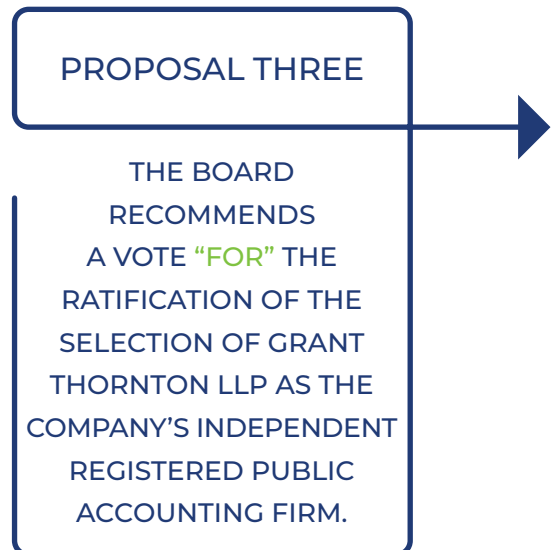 PROPOSAL THREE
THE BOARD
RECOMMENDS
A VOTE “FOR” THE
RATIFICATION OF THE
SELECTION OF GRANT
THORNTON LLP AS THE
COMPANY’S INDEPENDENT
REGISTERED PUBLIC
ACCOUNTING FIRM.